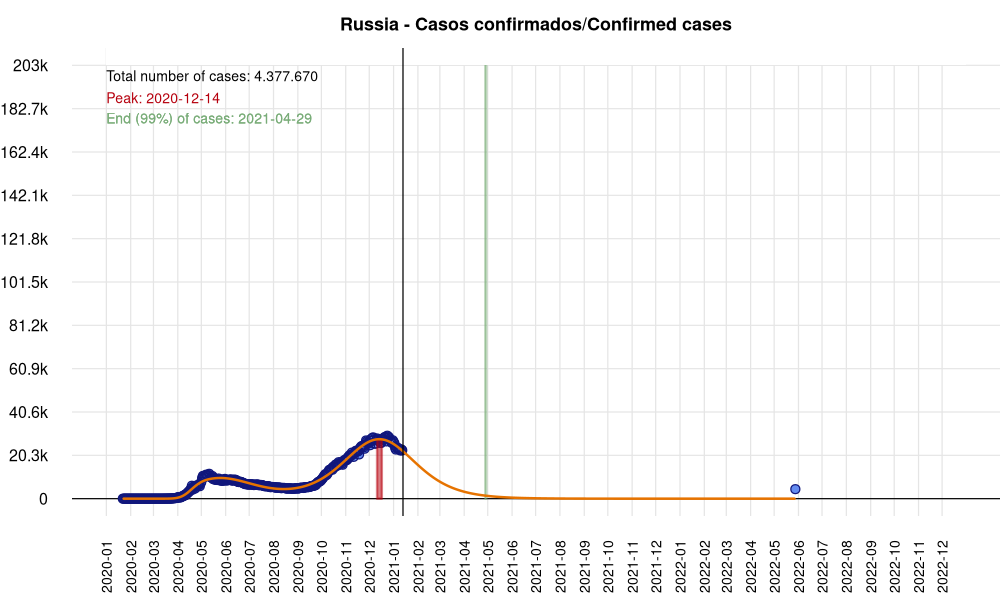 Russia - Casos confirmados/Confirmed cases
203k
Total number of cases: 4.377.670
Peak: 2020-12-14
182.7k
End (99%) of cases: 2021-04-29
162.4k
142.1k
121.8k
101.5k
81.2k
60.9k
40.6k
20.3k
0
2020-01
2020-02
2020-03
2020-04
2020-05
2020-06
2020-07
2020-08
2020-09
2020-10
2020-11
2020-12
2021-01
2021-02
2021-03
2021-04
2021-05
2021-06
2021-07
2021-08
2021-09
2021-10
2021-11
2021-12
2022-01
2022-02
2022-03
2022-04
2022-05
2022-06
2022-07
2022-08
2022-09
2022-10
2022-11
2022-12